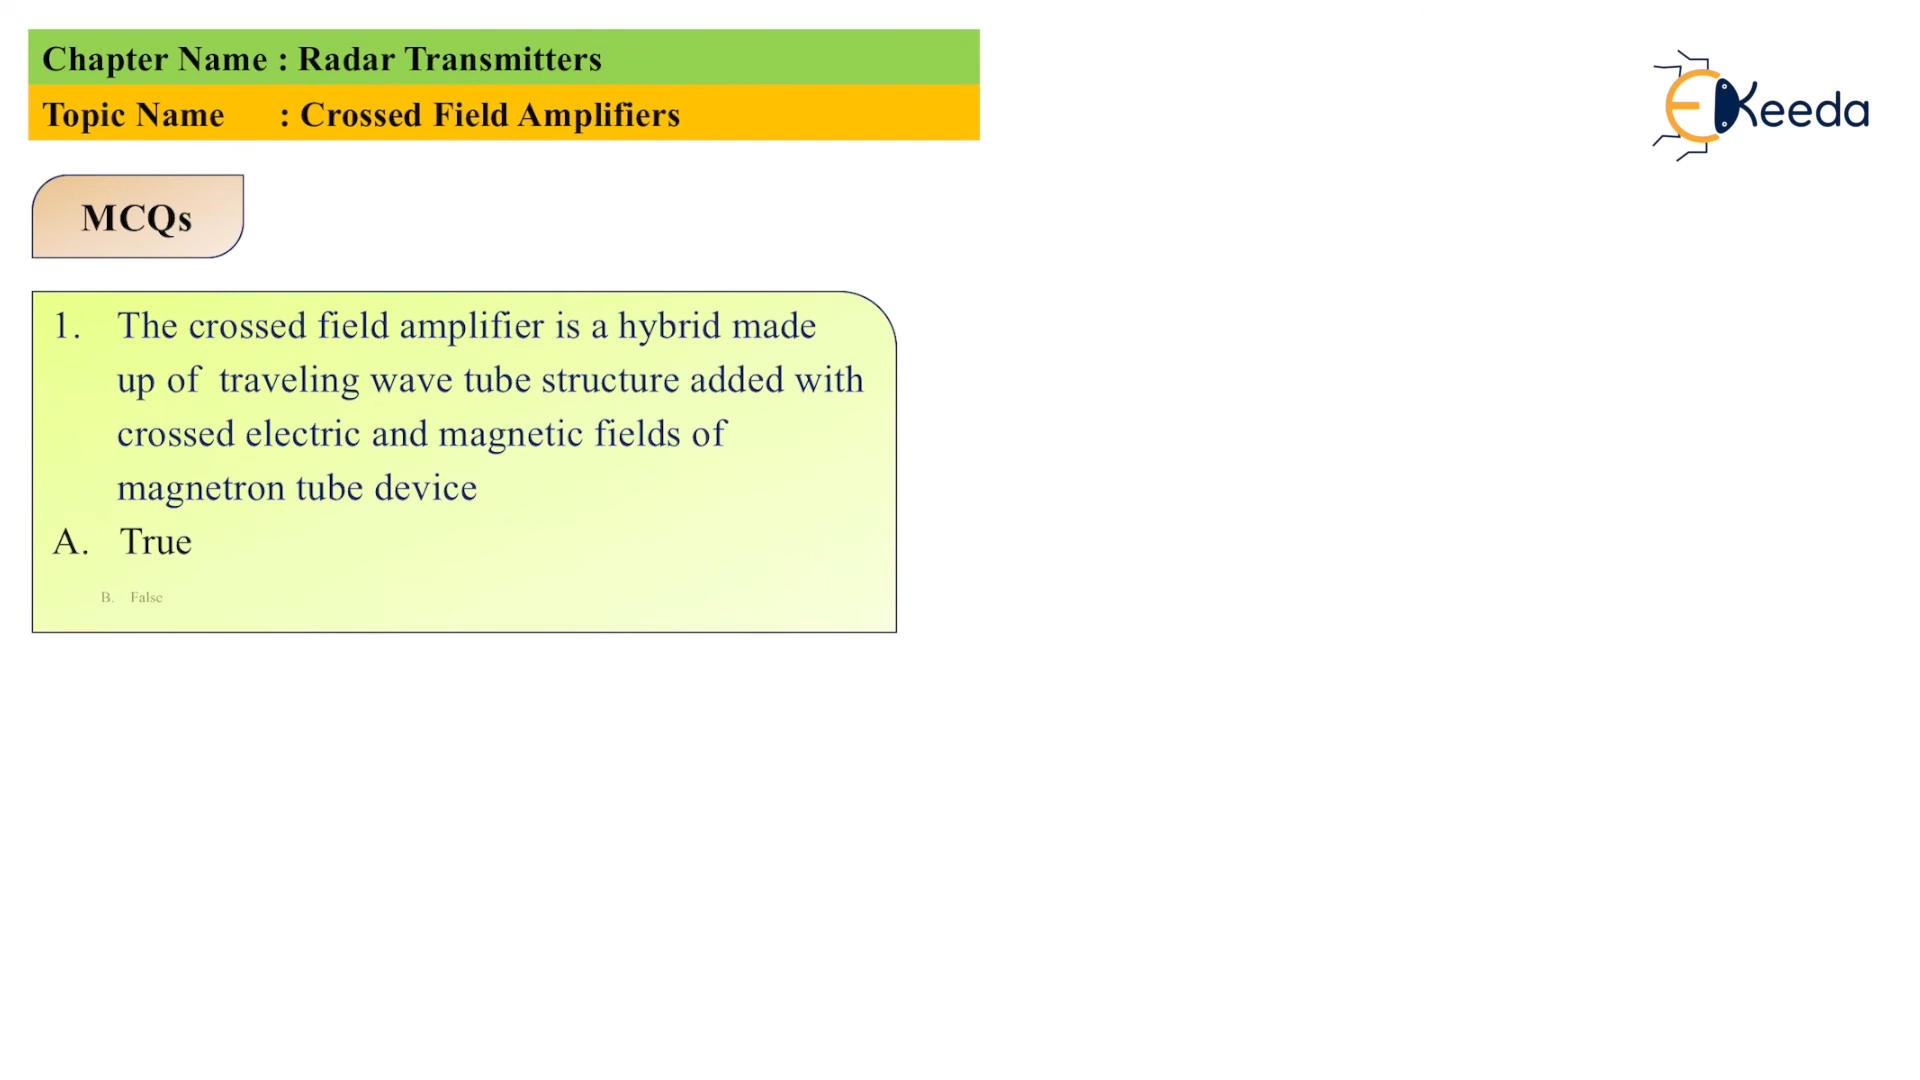 Chapter Name : Radar Transmitters
Topic Name : Crossed Field Amplifiers
EKeeda
MCQs
1. The crossed field amplifier is a hybrid made
up of traveling wave tube structure added with
crossed electric and magnetic fields of
magnetron tube device
A. True
B. False